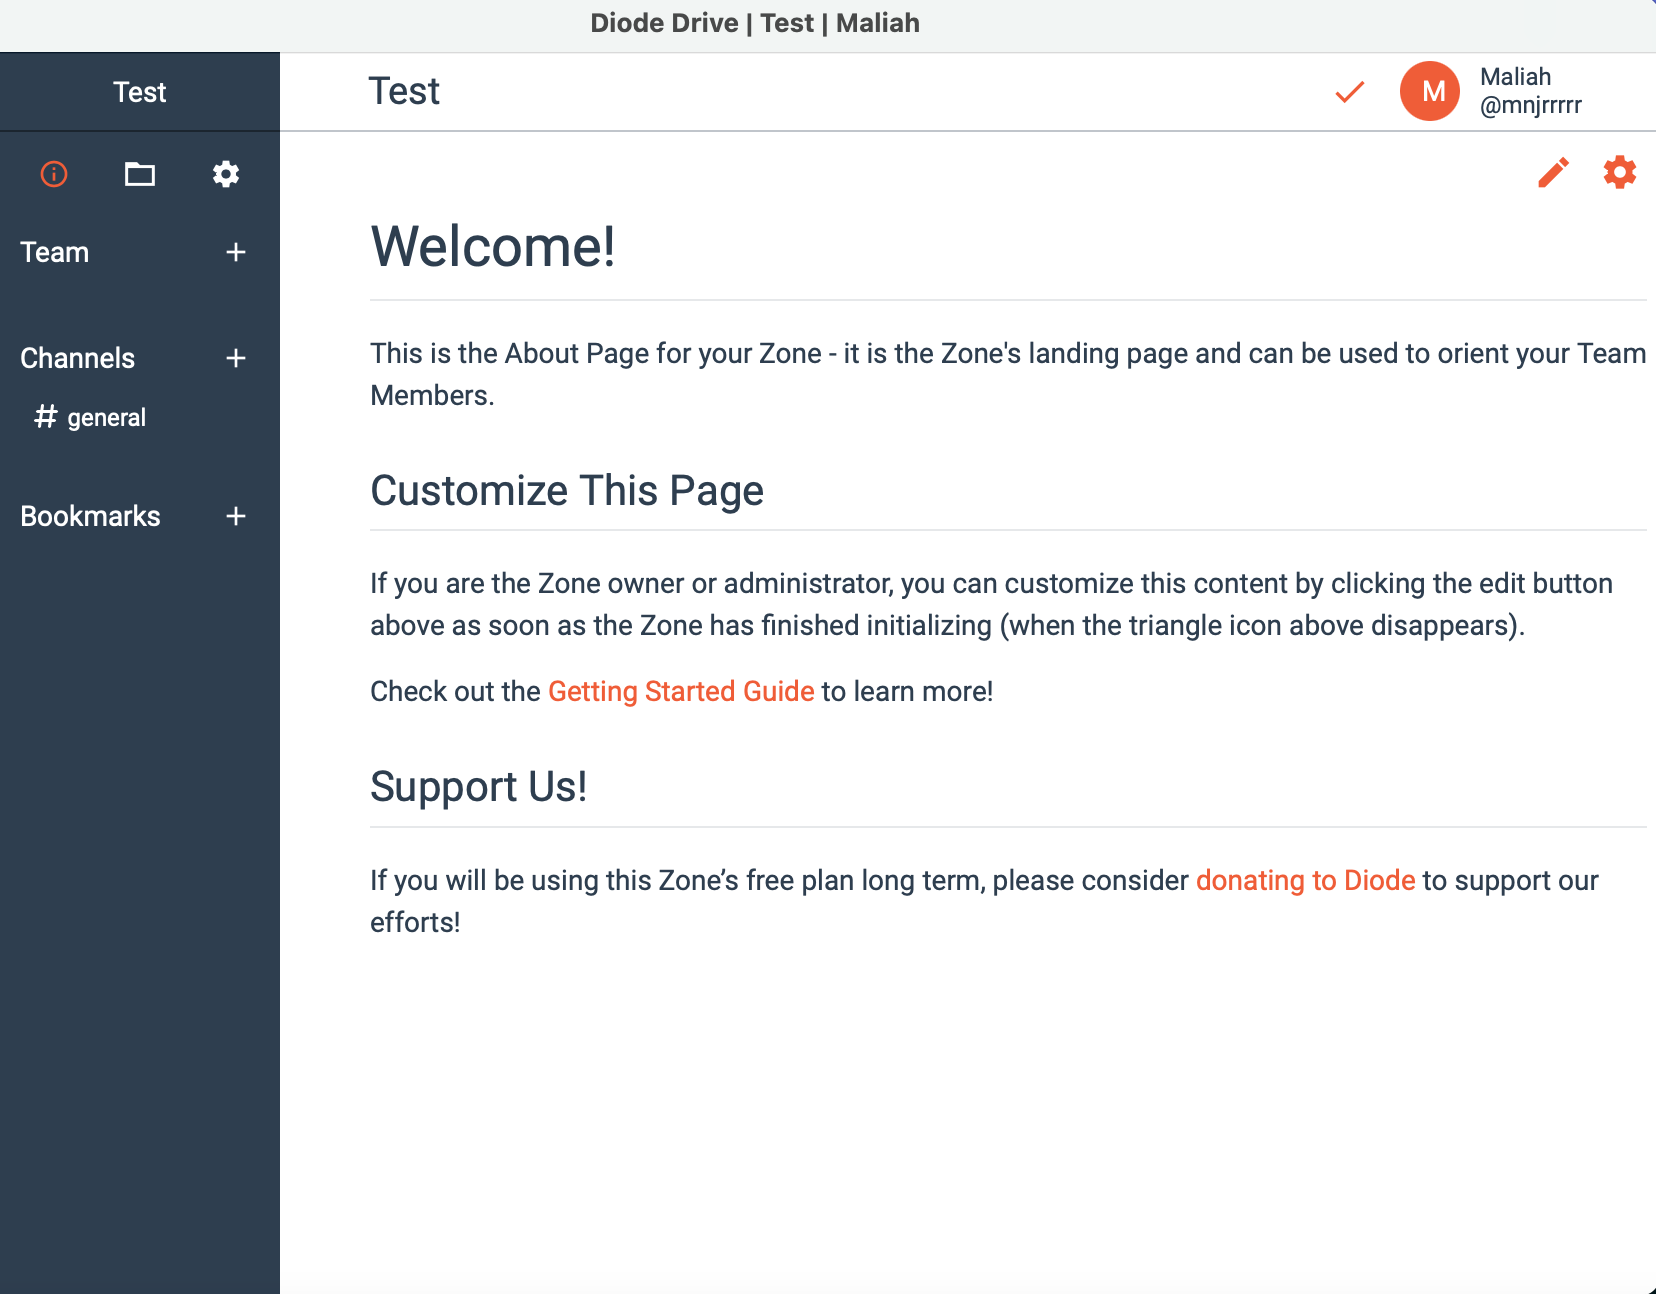 Diode Drive | Test | Maliah
Test
Test
M
Maliah
@mnjrrrrr
Team
Channels
# general
Bookmarks
Welcome!
This is the About Page for your Zone - it is the Zone's landing page and can be used to orient your Team
Members.
Customize This Page
If you are the Zone owner or administrator, you can customize this content by clicking the edit button
above as soon as the Zone has finished initializing (when the triangle icon above disappears).
Check out the Getting Started Guide to learn more!
Support Us!
If you will be using this Zone’s free plan long term, please consider donating to Diode to support our
efforts!